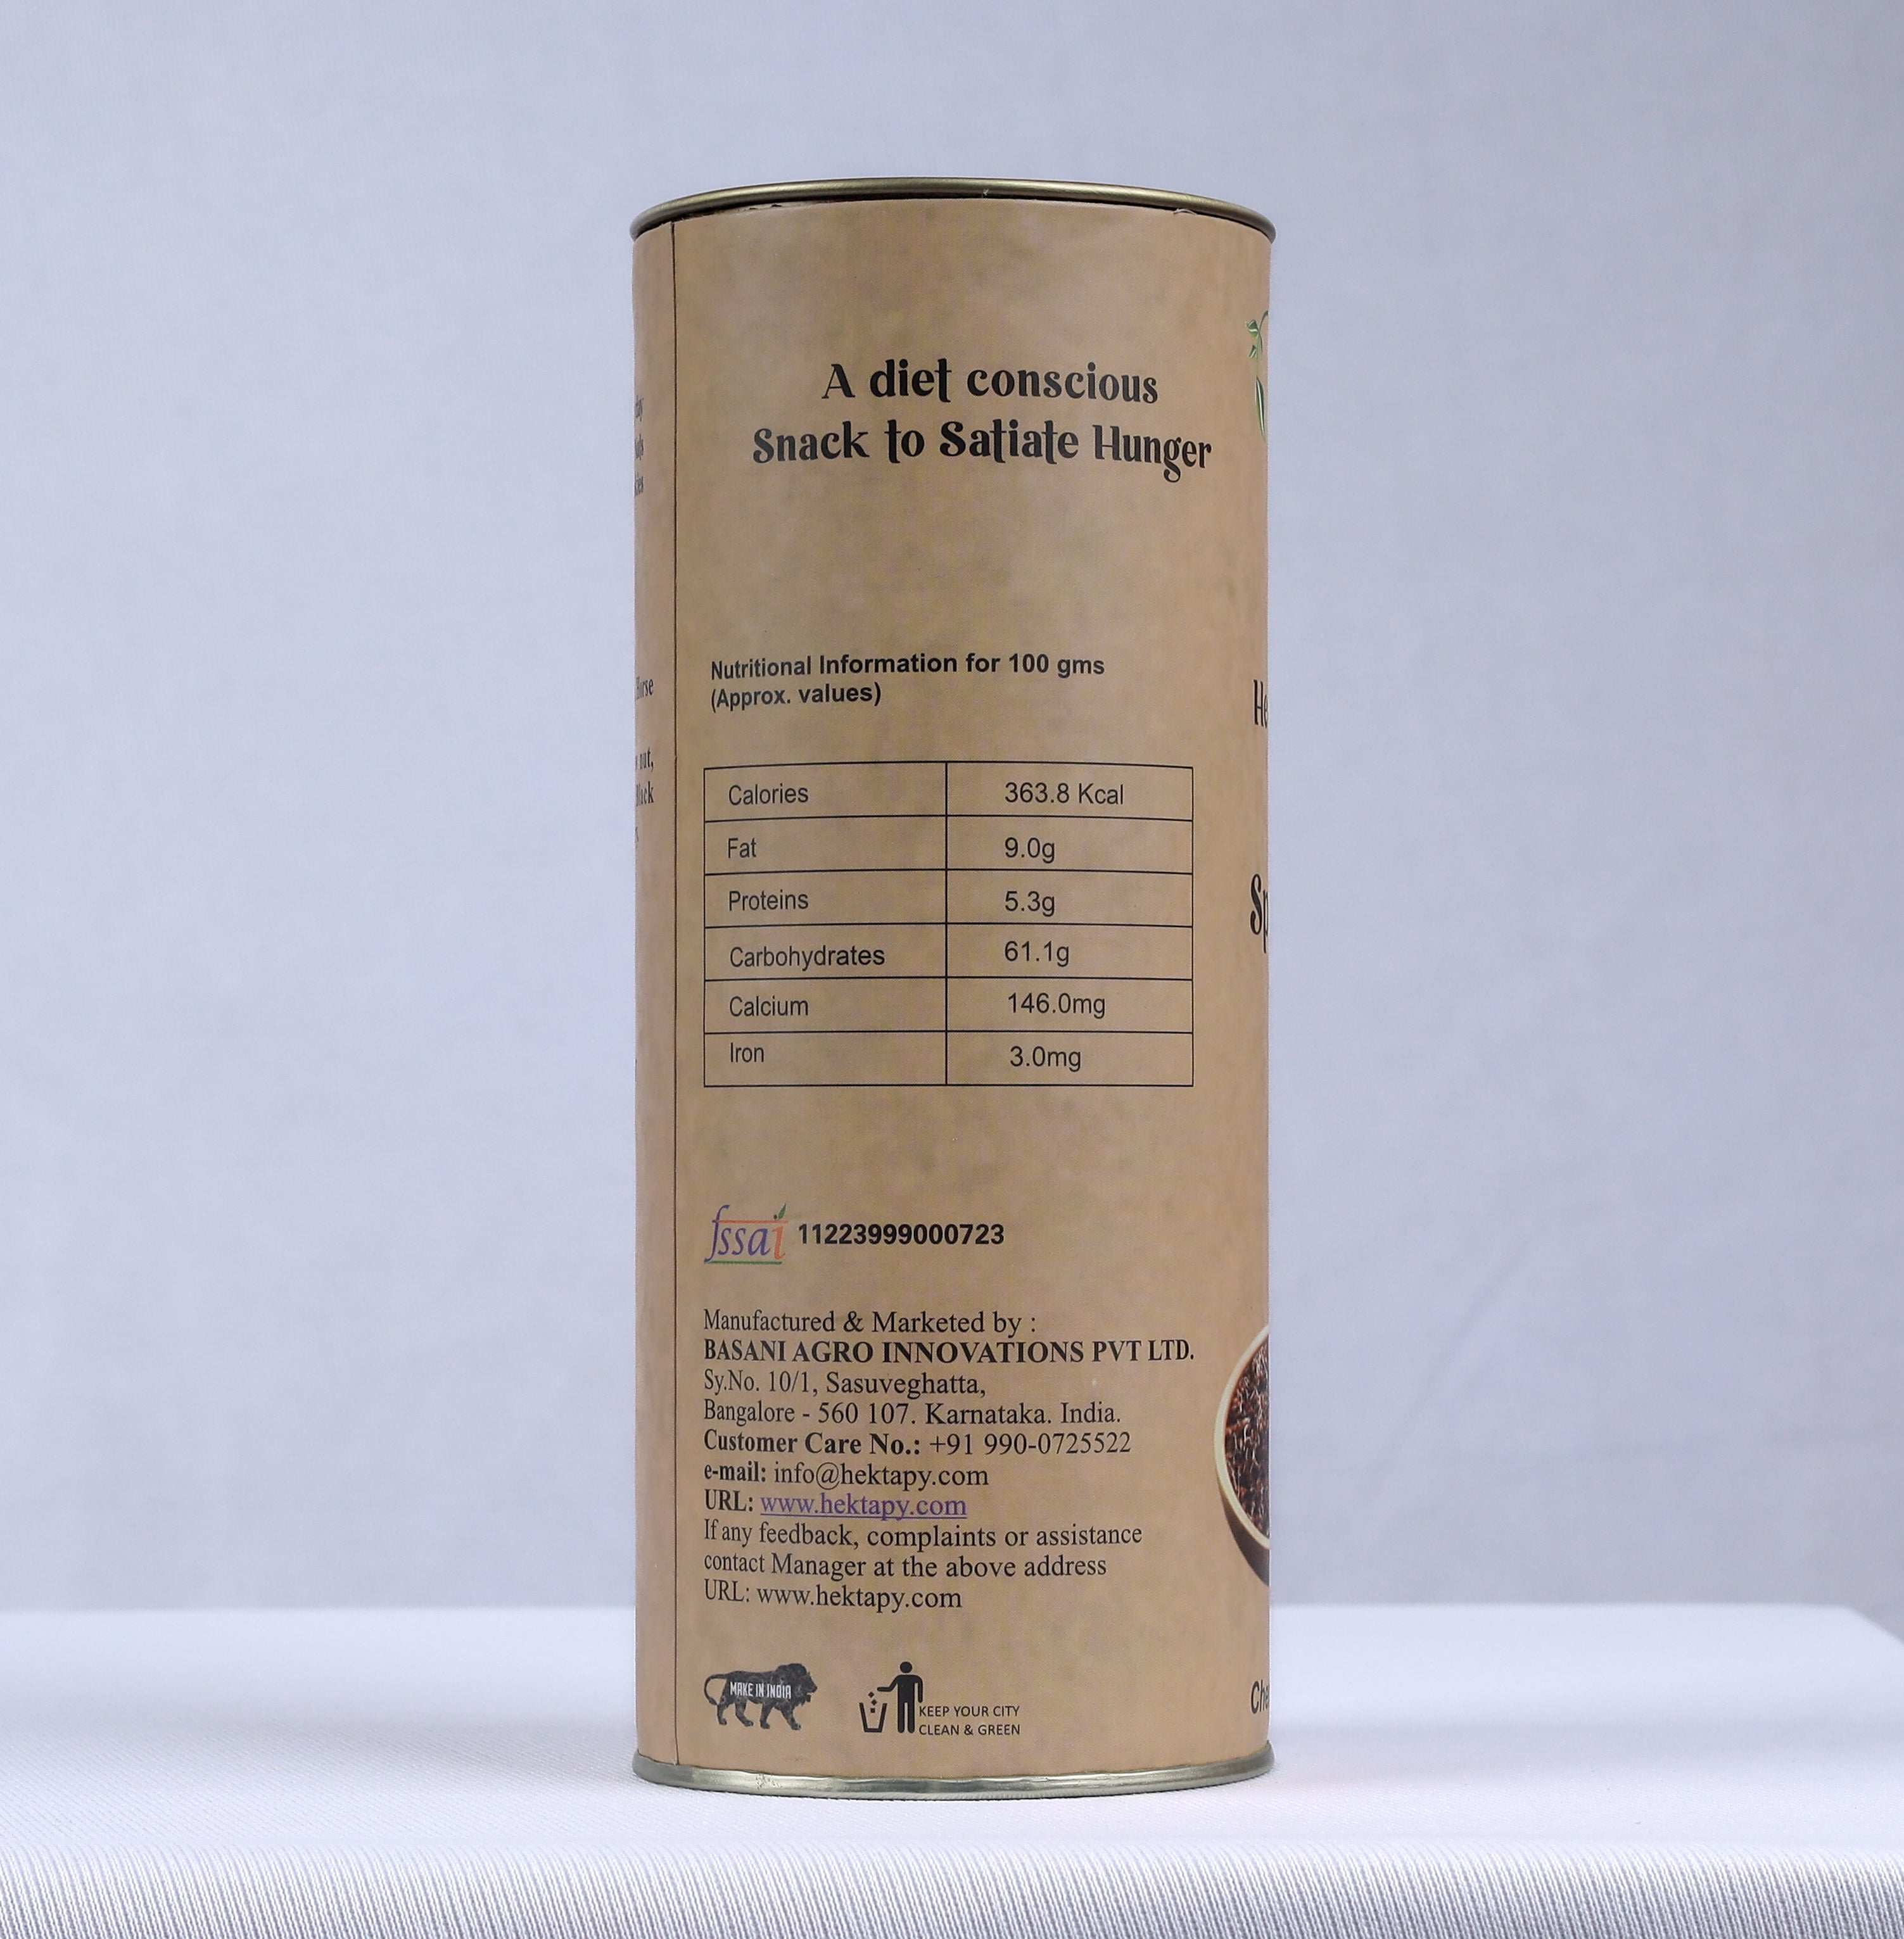 A diet conscious
Snack to Satiate Hunger
Nutritional Information for 100 gms
(Approx. values)
Calories 363.8 Kcal
Fat 9.0g
Proteins 5.3g
Carbohydrates 61.1g
Calcium 146.0mg
Iron 3.0mg
fssai 11223999000723
Manufactured & Marketed by :
BASANI AGRO INNOVATIONS PVT LTD.
Sy.No. 10/1, Sasuveghatta,
Bangalore - 560 107. Karnataka. India.
Customer Care No.: +91 990-0725522
e-mail: info@hektapy.com
URL: www.hektapy.com
If any feedback, complaints or assistance
contact Manager at the above address
URL: www.hektapy.com
MAKE IN INDIA
KEEP YOUR CITY
CLEAN & GREEN